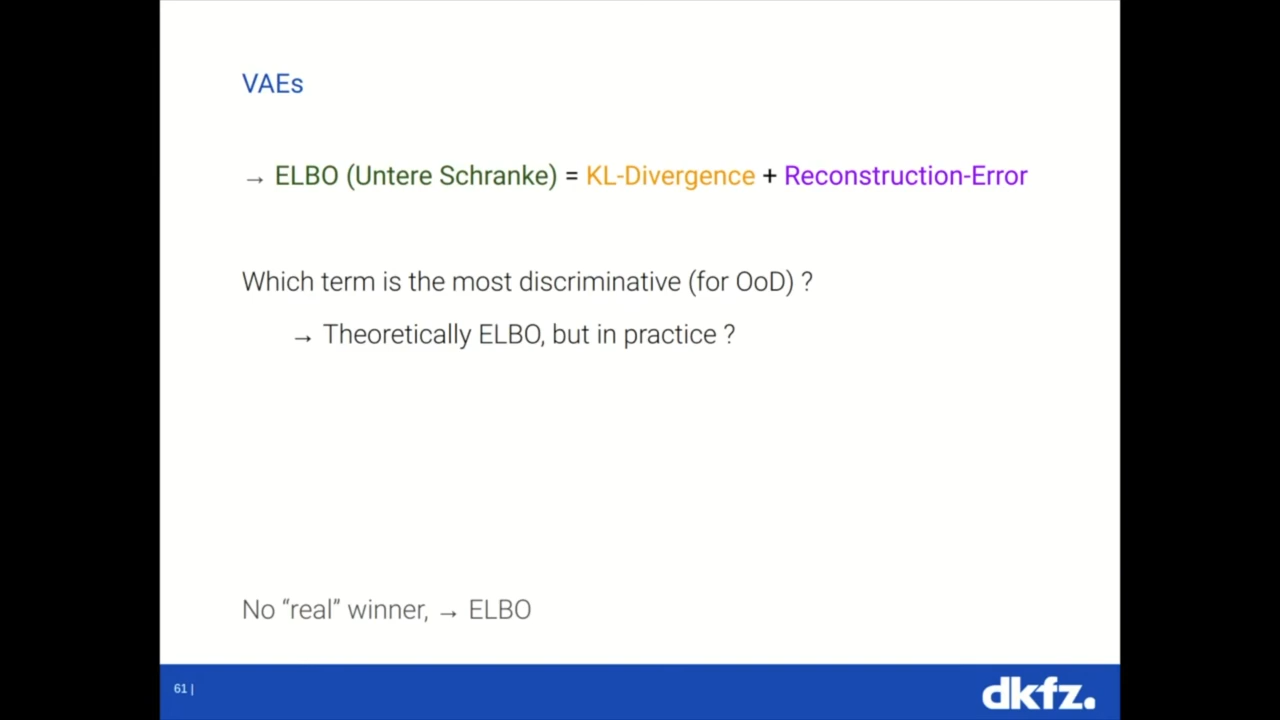 VAEs
→ ELBO (Untere Schranke) = KL-Divergence + Reconstruction-Error
Which term is the most discriminative (for OoD) ?
→ Theoretically ELBO, but in practice ?
No “real” winner, → ELBO
61 |
dkfz.